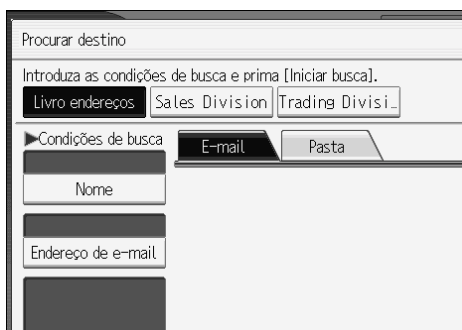 Procurar destino
Introduza as condições de busca e prima [Iniciar busca].
Livro endereços Sales Division Trading Divisi_
▶Condições de busca
E-mail Pasta
Nome
Endereço de e-mail